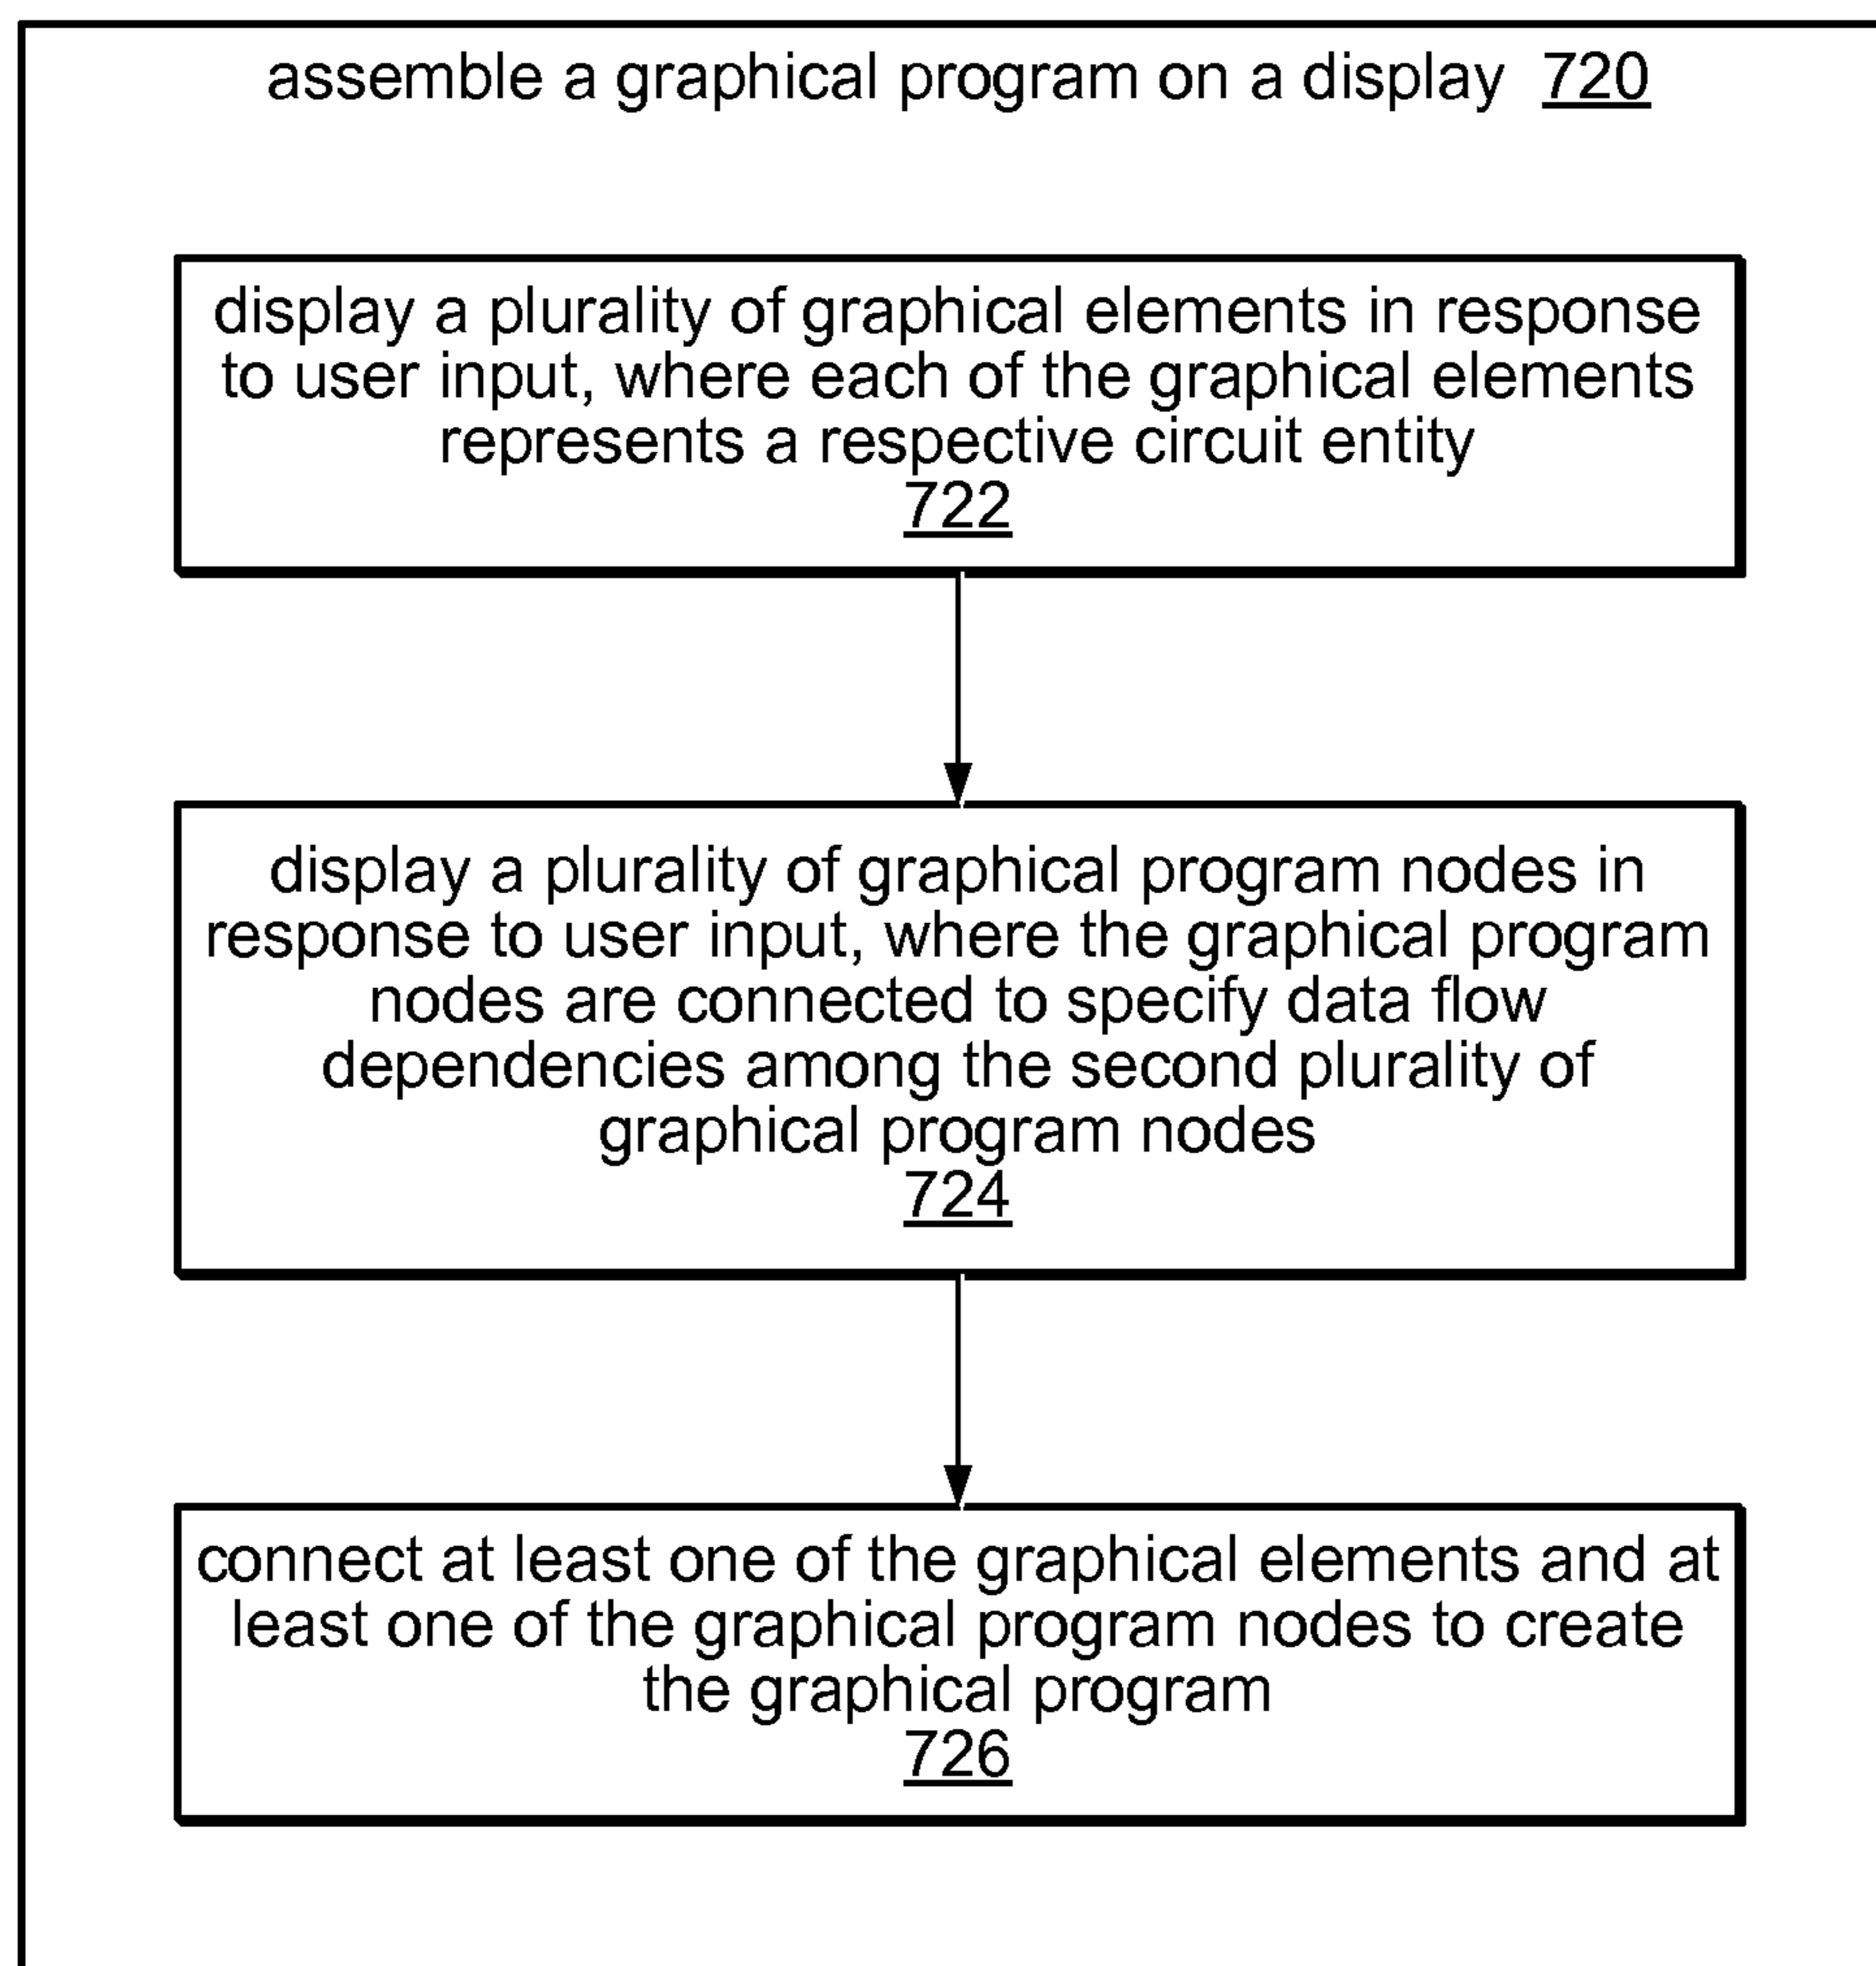 assemble a graphical program on a display 720
display a plurality of graphical elements in response
to user input, where each of the graphical elements
represents a respective circuit entity
722
display a plurality of graphical program nodes in
response to user input, where the graphical program
nodes are connected to specify data flow
dependencies among the second plurality of
graphical program nodes
724
connect at least one of the graphical elements and at
least one of the graphical program nodes to create
the graphical program
726